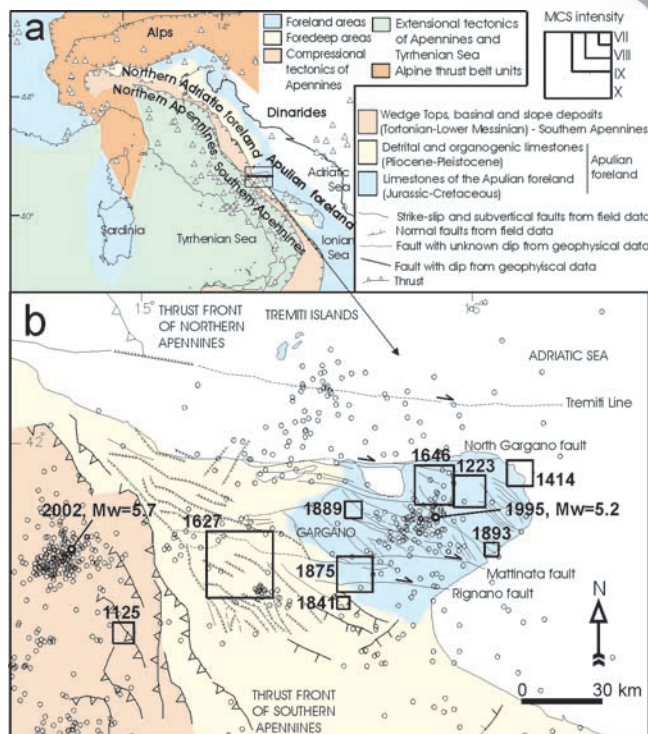 a
Foreland areas
Foredeep areas
Compressional
tectonics of
Apennines
Extensional tectonics
of Apennines and
Tyrrhenian Sea
Alpine thrust belt units
MCS intensity
VII
VIII
IX
X
Alps
44
40
Northern Adriatic foreland
Northern Apennines
Dinarides
Adriatic
Sea
Apulian foreland
Southern Apennines
Sardinia
Tyrrhenian Sea
Ionian
Sea
Wedge Tops, basinal and slope deposits
(Tortonian-Lower Messinian) - Southern Apennines
Detrital and organogenic limestones
(Pliocene-Pleistocene)
Limestones of the Apulian foreland
(Jurassic-Cretaceous)
Apulian
foreland
Strike-slip and subvertical faults from field data
Normal faults from field data
Fault with unknown dip from geophysical data
Fault with dip from geophyiscal data
Thrust
b
15
THRUST FRONT
OF NORTHERN
APENNINES
TREMITI ISLANDS
ADRIATIC SEA
Tremiti Line
42
North Gargano fault
1646
1223
1414
2002, Mw=5.7
1627
1889
GARGANO
1995, Mw=5.2
1893
1875
Mattinata fault
Rignano fault
1841
1125
N
0 30 km
THRUST FRONT
OF SOUTHERN
APENNINES